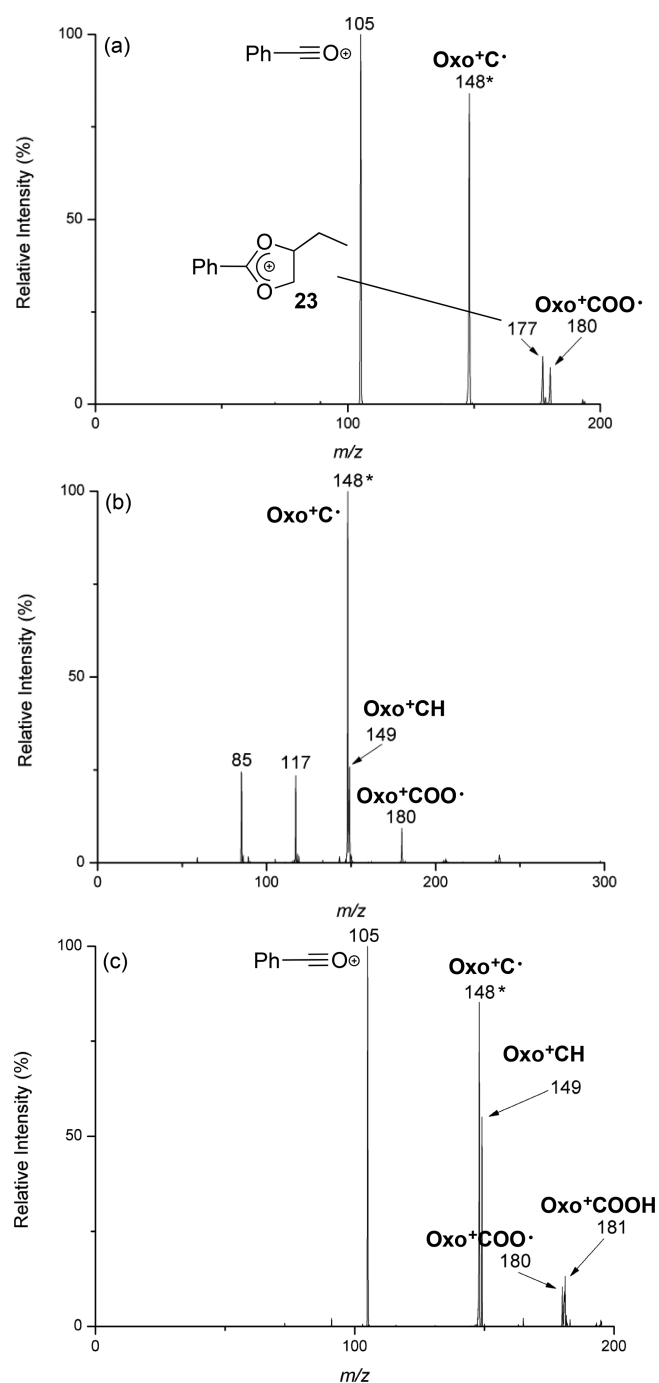 (a)
100
105
Ph
O⊕
Oxo⁺C•
148*
Relative Intensity (%)
50
O
Ph
⊕
O
23
Oxo⁺COO•
177
180
0
0
100
200
m/z
(b)
100
148*
Oxo⁺C•
Relative Intensity (%)
50
Oxo⁺CH
149
85
117
Oxo⁺COO•
180
0
0
100
200
300
m/z
(c)
100
105
Ph
O⊕
Oxo⁺C•
148*
Oxo⁺CH
149
Relative Intensity (%)
50
Oxo⁺COOH
181
Oxo⁺COO•
180
0
0
100
200
m/z